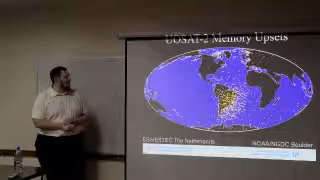 UOSAT-2 Memory Upsets
ESA/ESTEC The Netherlands
NOAA/NGDC Boulder